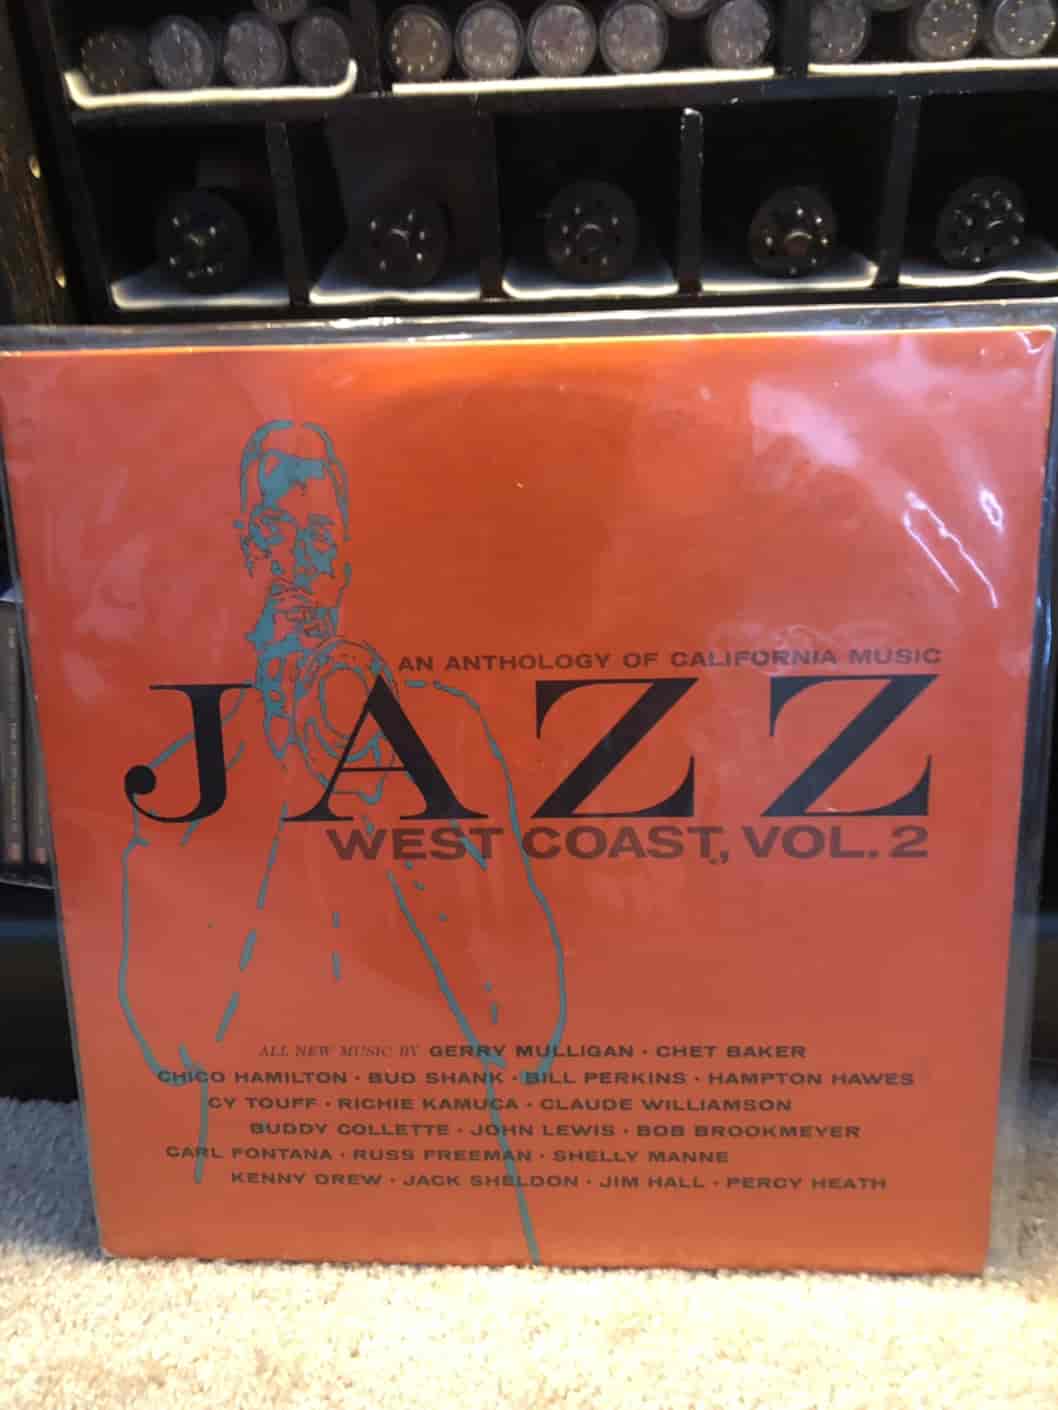 AN ANTHOLOGY OF CALIFORNIA MUSIC
JAZZ
WEST COAST, VOL. 2
ALL NEW MUSIC BY GERRY MULLIGAN · CHET BAKER
CHICO HAMILTON · BUD SHANK · BILL PERKINS · HAMPTON HAWES
CY TOUFF · RICHIE KAMUCA · CLAUDE WILLIAMSON
BUDDY COLLETTE · JOHN LEWIS · BOB BROOKMEYER
CARL FONTANA · RUSS FREEMAN · SHELLY MANNE
KENNY DREW · JACK SHELDON · JIM HALL · PERCY HEATH